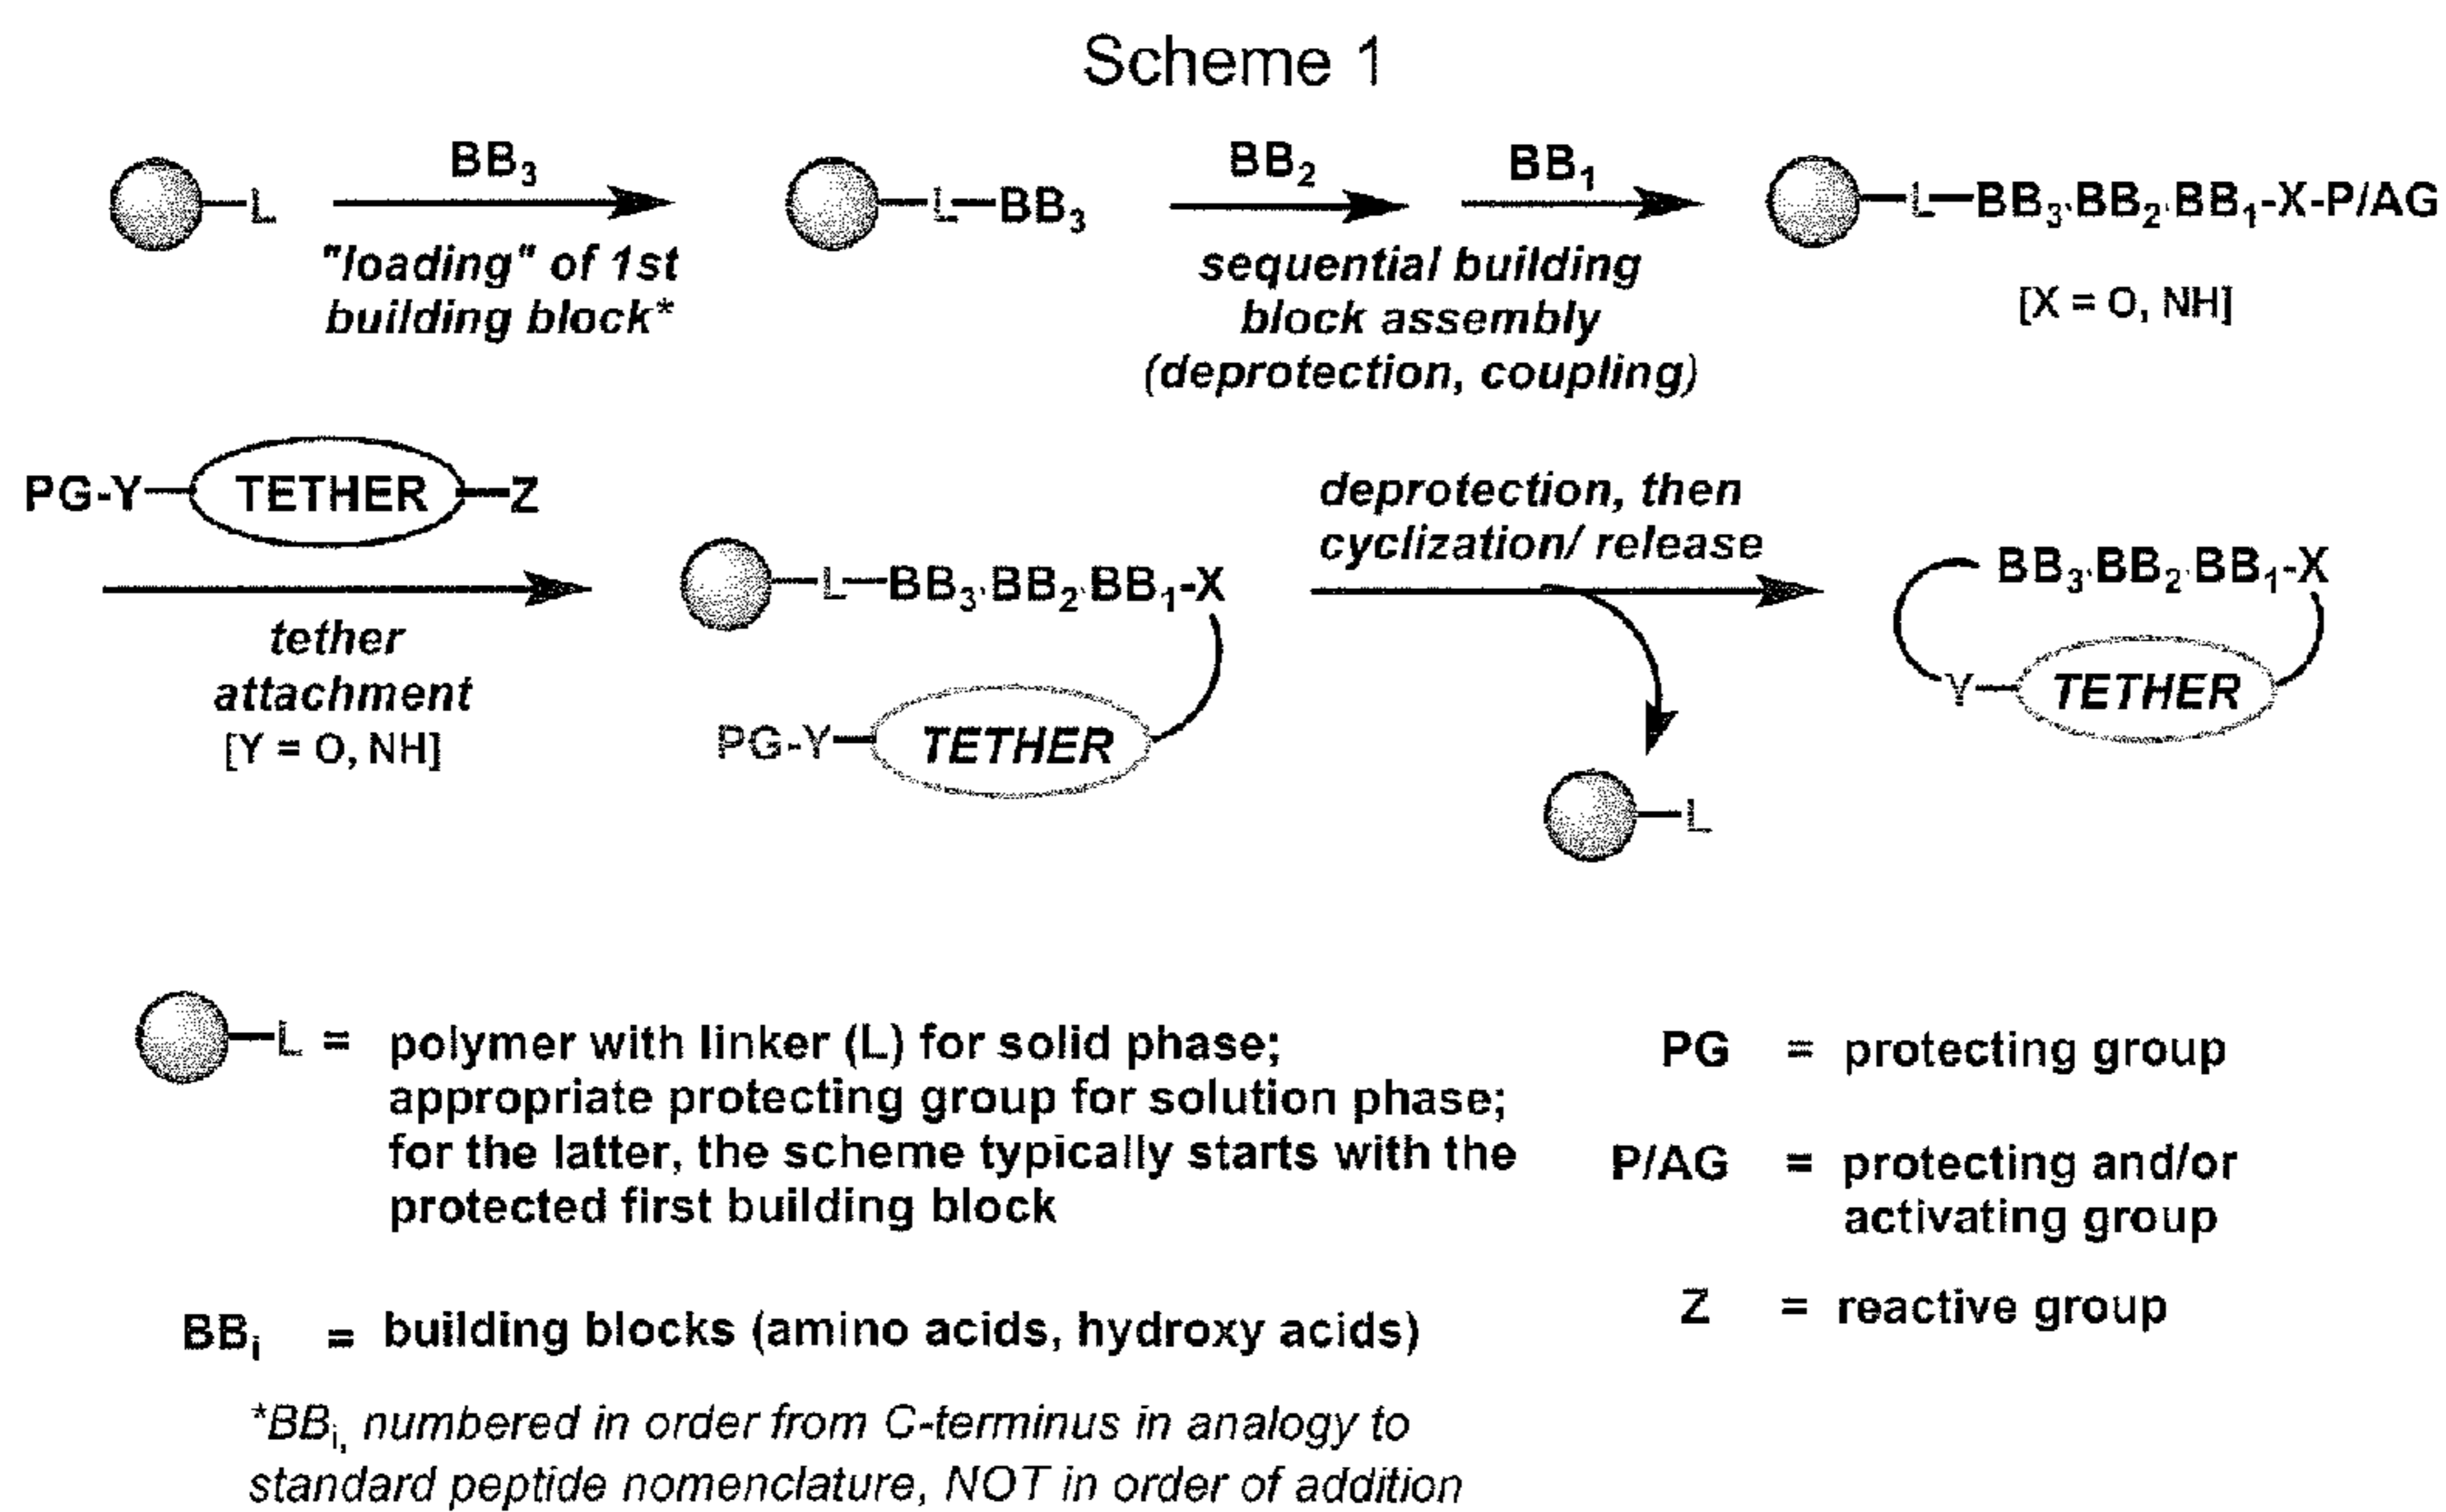 Scheme 1
L
BB₃
"loading" of 1st
building block*
L—BB₃
BB₂
BB₁
sequential building
block assembly
(deprotection, coupling)
L—BB₃·BB₂·BB₁-X-P/AG
[X = O, NH]
PG-Y—TETHER—Z
tether
attachment
[Y = O, NH]
L—BB₃·BB₂·BB₁-X
PG-Y—TETHER
deprotection, then
cyclization/ release
L
BB₃·BB₂·BB₁-X
Y—TETHER
L = polymer with linker (L) for solid phase;
appropriate protecting group for solution phase;
for the latter, the scheme typically starts with the
protected first building block
PG = protecting group
P/AG = protecting and/or
activating group
Z = reactive group
BBᵢ = building blocks (amino acids, hydroxy acids)
*BBᵢ, numbered in order from C-terminus in analogy to
standard peptide nomenclature, NOT in order of addition